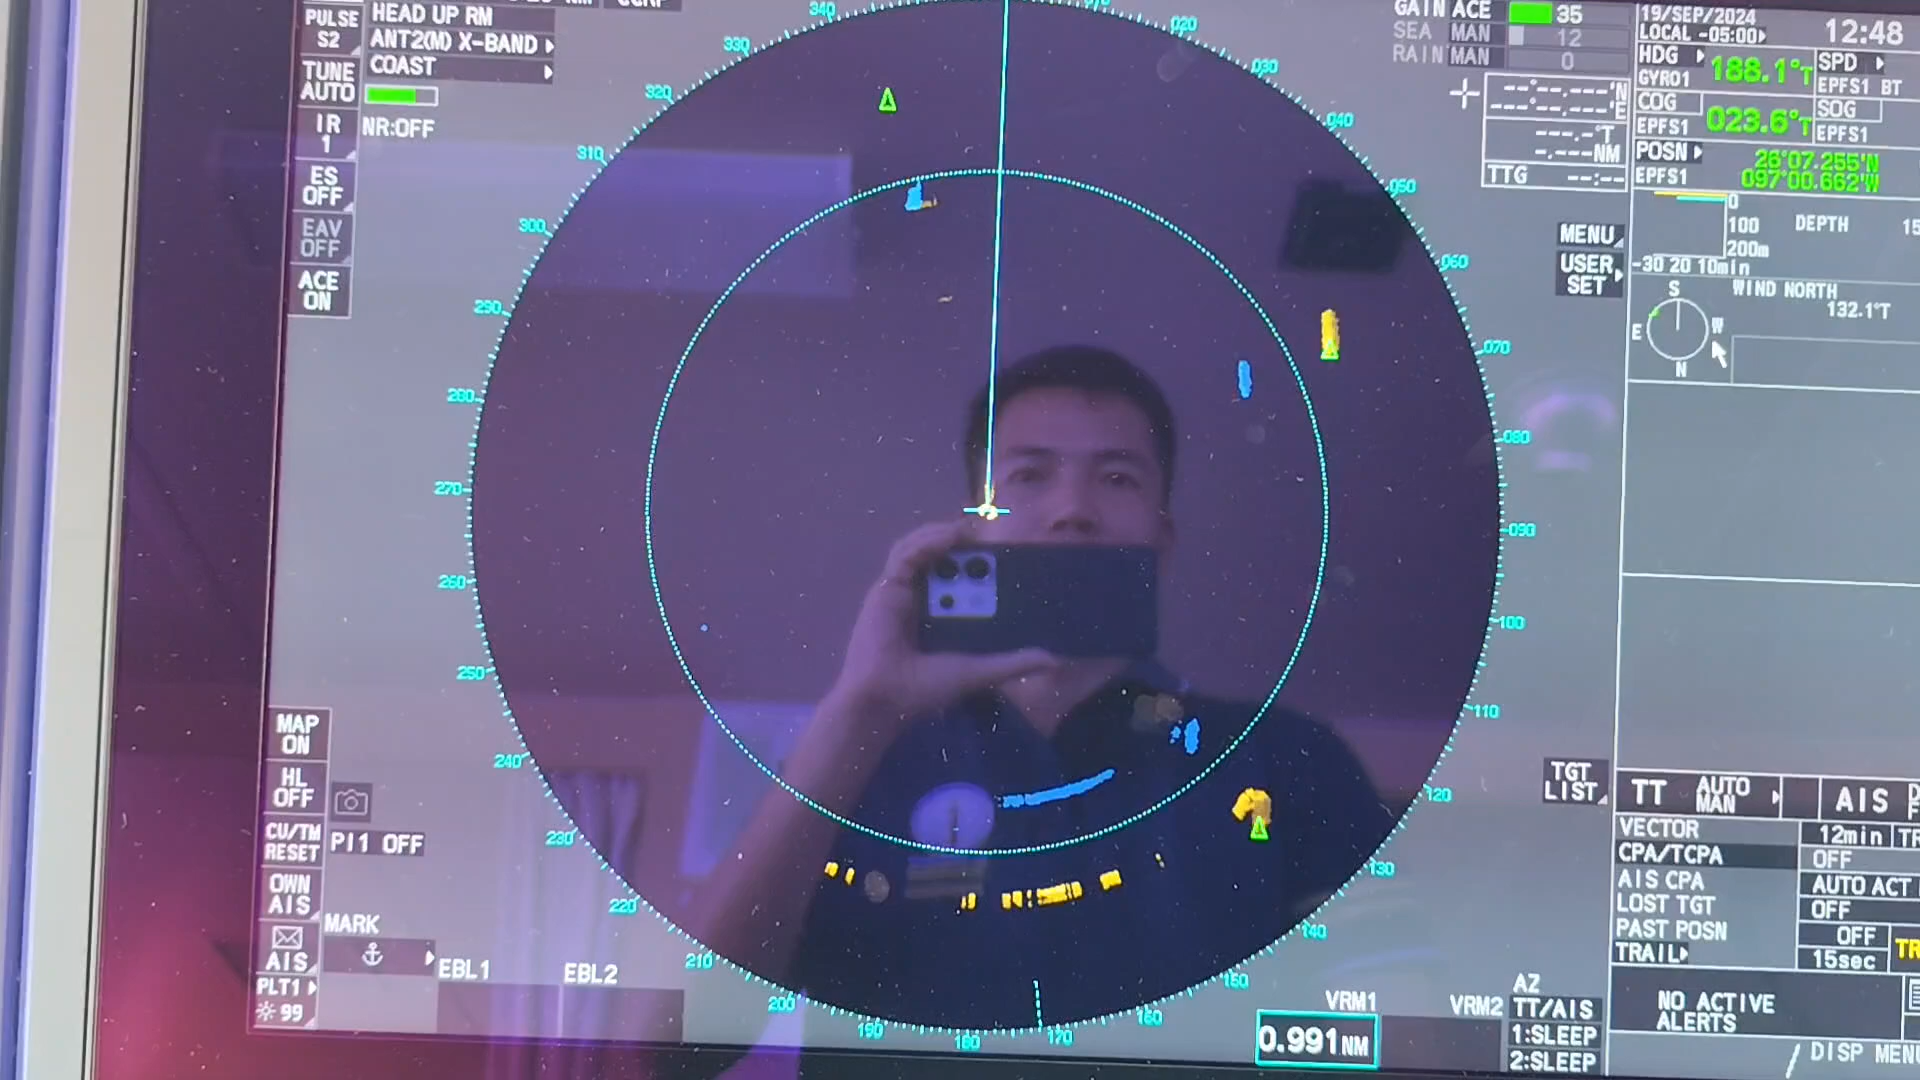 PULSE
S2
HEAD UP RM
ANT2(M) X-BAND
COAST
TUNE
AUTO
IR
1
NR:OFF
ES
OFF
EAV
OFF
ACE
ON
340
330
320
310
300
290
280
270
260
250
240
230
220
210
200
190
180
170
160
150
140
130
120
110
100
090
080
070
060
050
040
030
020
GAIN ACE 35
SEA MAN 12
RAIN MAN 0
--°--.---'N
---°--.---'E
---.-°T
-.---NM
TTG --:--
19/SEP/2024
LOCAL -05:00
12:48
HDG
GYRO1
188.1°T
SPD
EPFS1 BT
COG
EPFS1
023.6°T
SOG
EPFS1
POSN
EPFS1
26°07.255'N
097°00.662'W
0
100
200m
DEPTH
-30 20 10min
MENU
USER
SET
WIND NORTH
132.1°T
S
E
W
N
MAP
ON
HL
OFF
CU/TM
RESET
PI1 OFF
OWN
AIS
MARK
AIS
PLT1
99
EBL1
EBL2
VRM1
0.991NM
VRM2
AZ
TT/AIS
1:SLEEP
2:SLEEP
TGT
LIST
TT
AUTO
MAN
AIS
VECTOR 12min
CPA/TCPA OFF
AIS CPA AUTO ACT
LOST TGT OFF
PAST POSN OFF
TRAIL 15sec
NO ACTIVE
ALERTS
DISP MENU